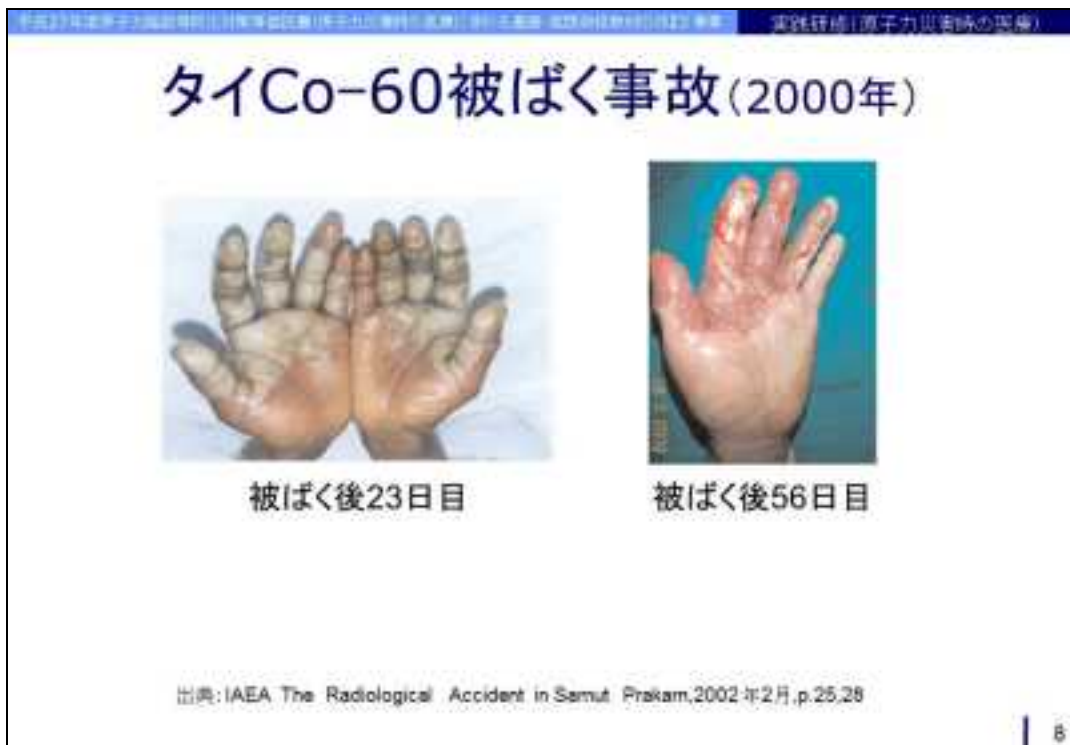 実践研修(原子力災害時の医療)
タイCo-60被ばく事故(2000年)
被ばく後23日目
被ばく後56日目
出典:IAEA The Radiological Accident in Samut Prakarn,2002年2月,p.25,28
8